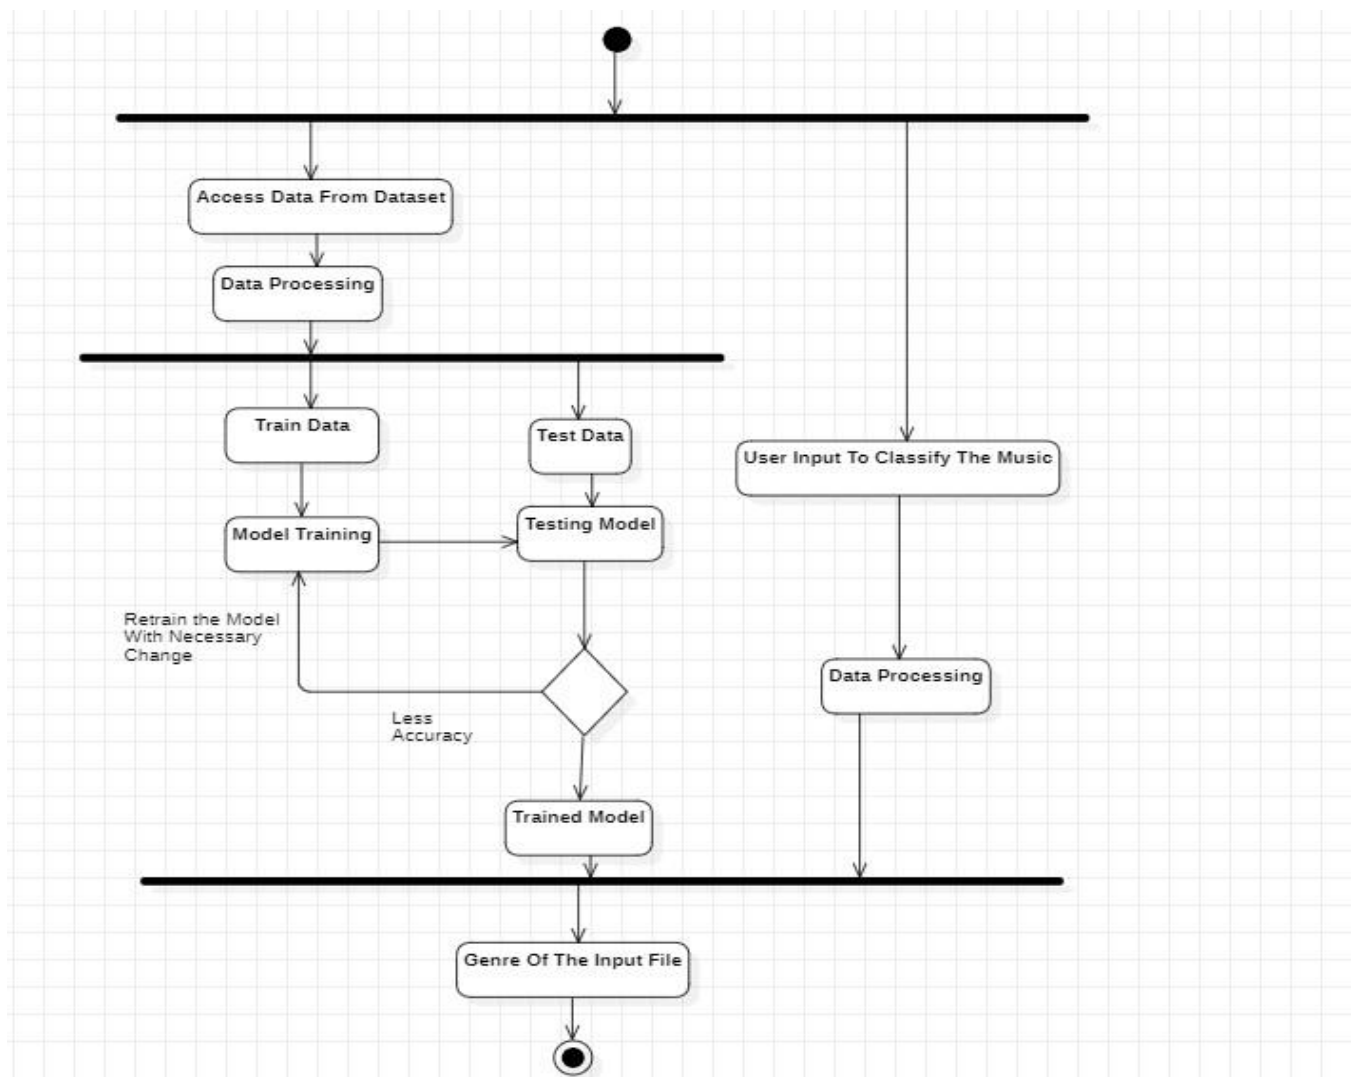 Access Data From Dataset
Data Processing
Train Data
Test Data
User Input To Classify The Music
Model Training
Testing Model
Retrain the Model
With Necessary
Change
Data Processing
Less
Accuracy
Trained Model
Genre Of The Input File